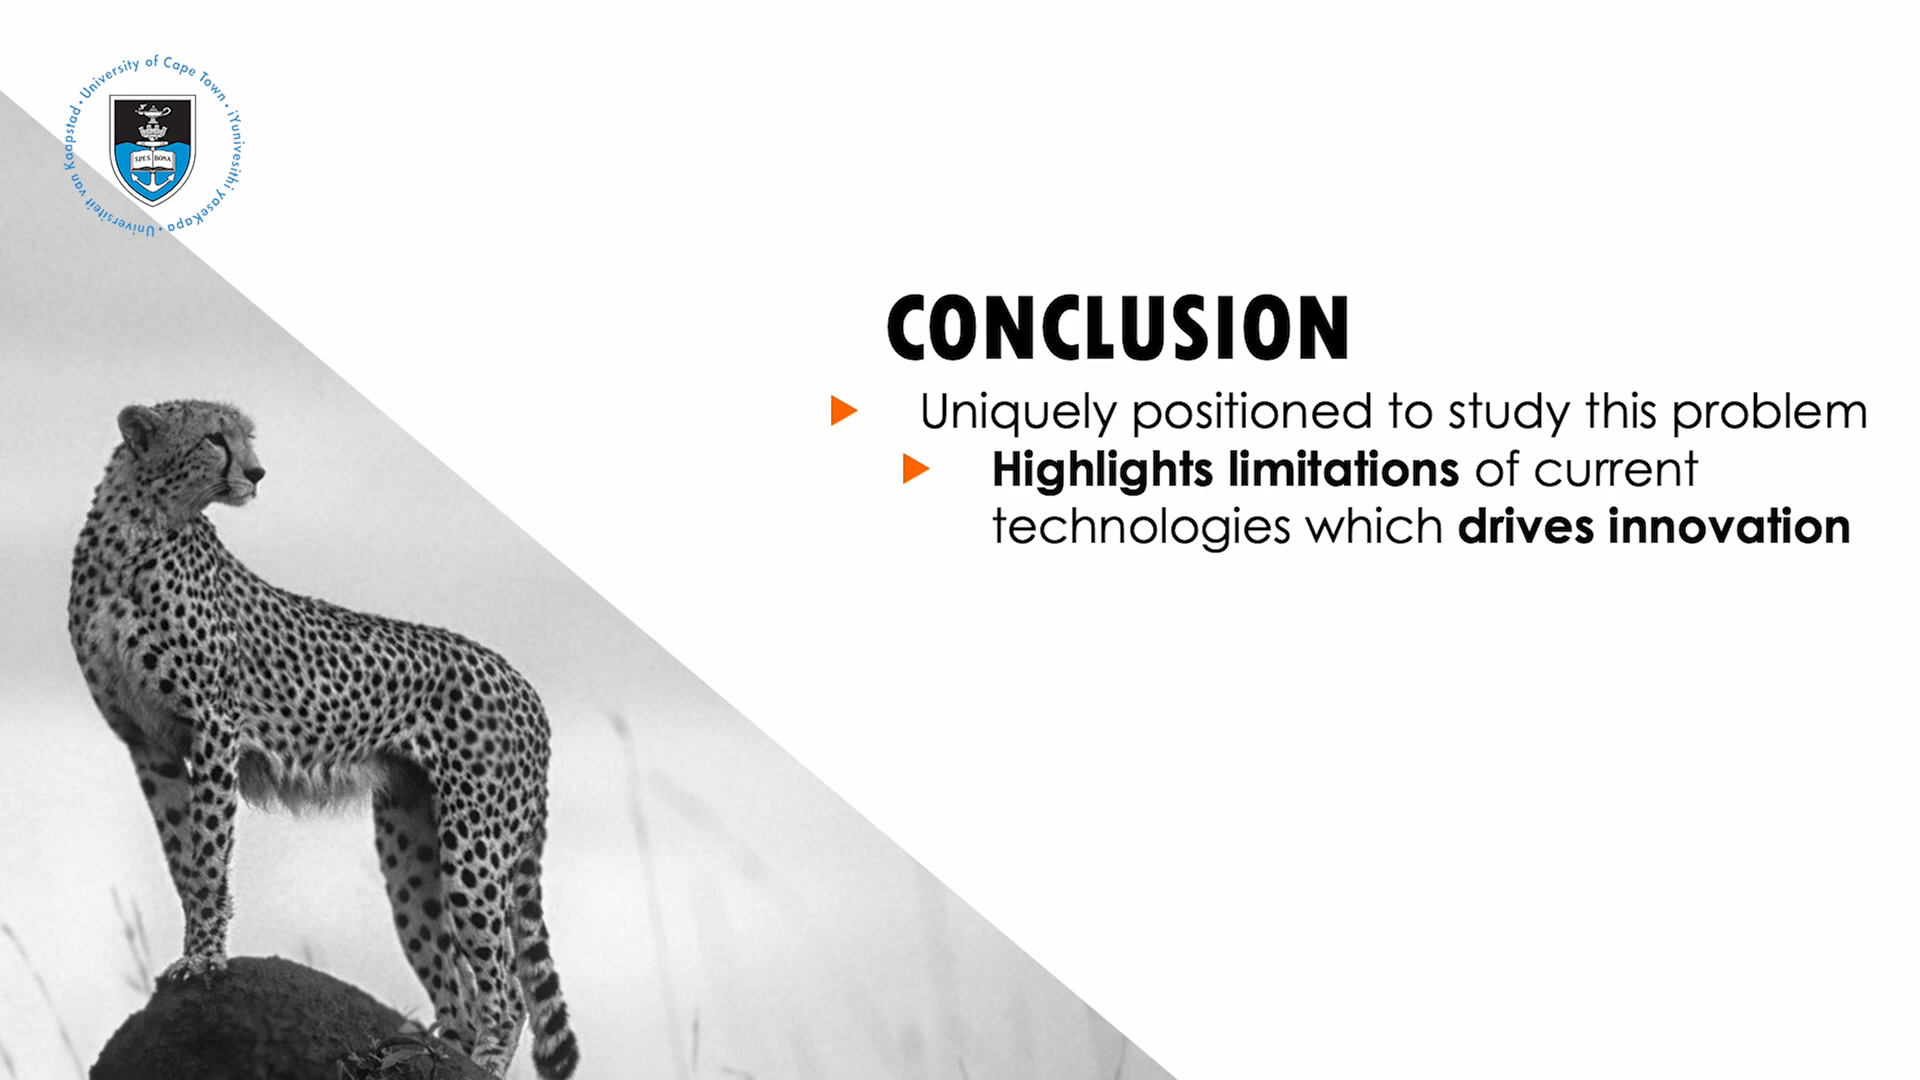 University of Cape Town · iYunivesithi yaseKapa · Universiteit van Kaapstad ·
SPES BONA
CONCLUSION
Uniquely positioned to study this problem
Highlights limitations of current
technologies which drives innovation